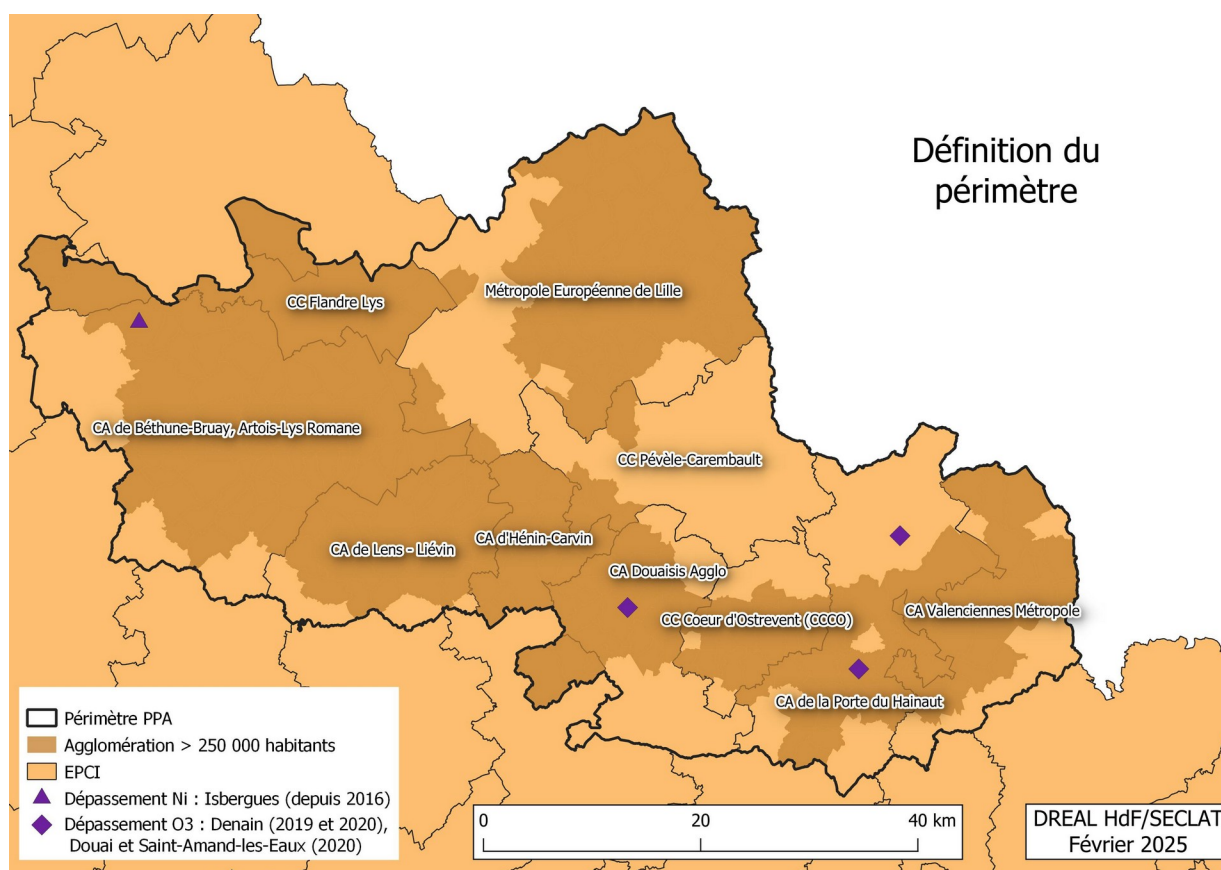 Définition du
périmètre
CC Flandre Lys
Métropole Européenne de Lille
CA de Béthune-Bruay, Artois-Lys Romane
CC Pévèle-Carembault
CA de Lens - Liévin
CA d'Hénin-Carvin
CA Douaisis Agglo
CC Coeur d'Ostrevent (CCCO)
CA Valenciennes Métropole
CA de la Porte du Hainaut
Périmètre PPA
Agglomération > 250 000 habitants
EPCI
Dépassement Ni : Isbergues (depuis 2016)
Dépassement O3 : Denain (2019 et 2020),
Douai et Saint-Amand-les-Eaux (2020)
0 20 40 km
DREAL HdF/SECLAT
Février 2025